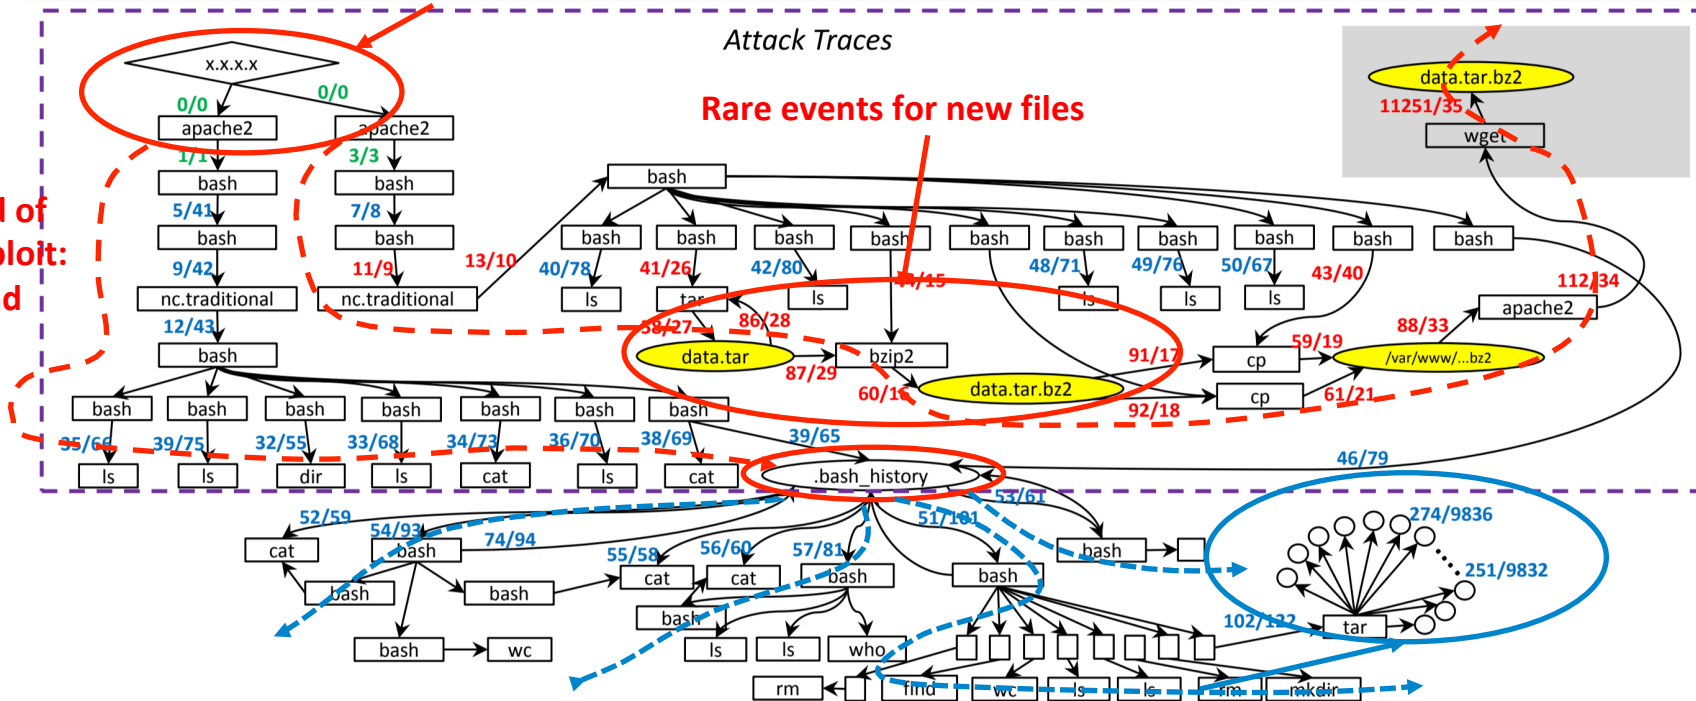 Attack Traces
x.x.x.x
data.tar.bz2
0/0
0/0
11251/35
Rare events for new files
apache2
apache2
wget
1/1
3/3
bash
bash
bash
5/41
7/8
bash
bash
bash
bash
bash
bash
bash
bash
bash
bash
bash
bash
9/42
11/9
13/10
40/78
41/26
42/80
44/15
48/71
49/76
50/67
43/40
112/34
nc.traditional
nc.traditional
ls
tar
ls
ls
ls
ls
apache2
12/43
58/27
86/28
88/33
59/19
bash
data.tar
bzip2
91/17
cp
/var/www/...bz2
87/29
60/16
data.tar.bz2
cp
61/21
92/18
bash
bash
bash
bash
bash
bash
bash
35/66
39/75
32/55
33/68
34/73
36/70
38/69
39/65
46/79
ls
ls
dir
ls
cat
ls
cat
.bash_history
53/61
52/59
54/93
74/94
55/58
56/60
57/81
51/101
274/9836
cat
bash
bash
251/9832
cat
cat
bash
bash
bash
bash
bash
102/122
tar
bash
wc
ls
ls
who
rm
find
wc
ls
ls
rm
mkdir